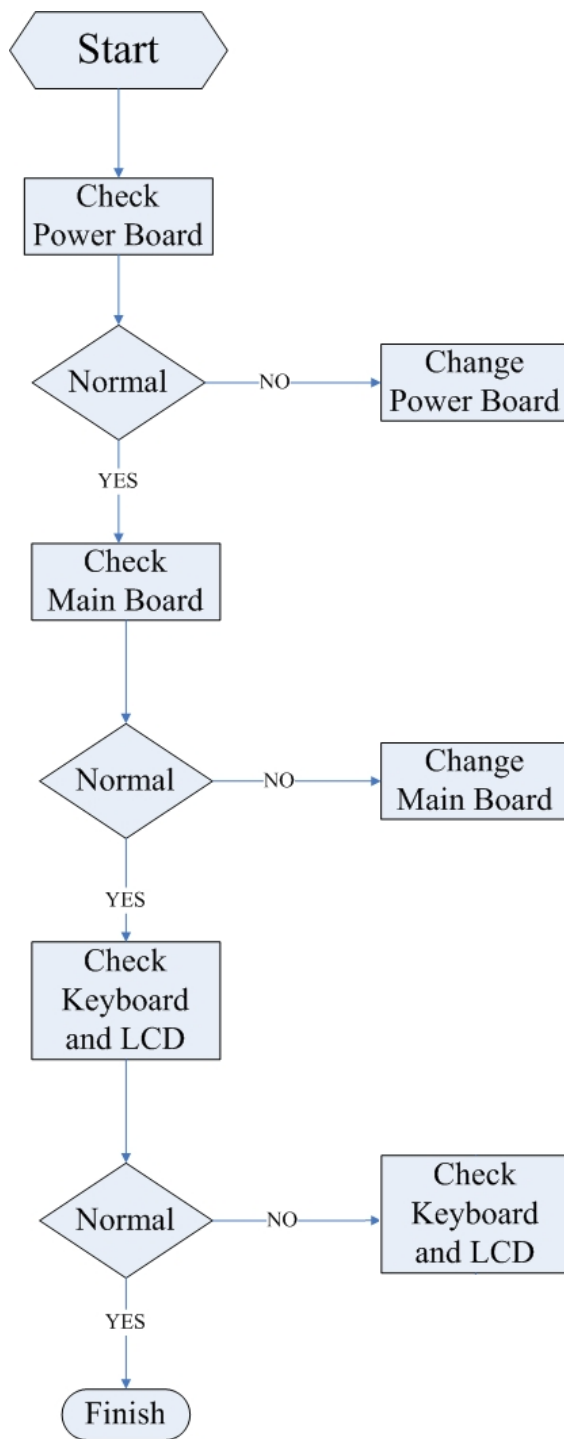 Start
Check
Power Board
Normal
NO
Change
Power Board
YES
Check
Main Board
Normal
NO
Change
Main Board
YES
Check
Keyboard
and LCD
Normal
NO
Check
Keyboard
and LCD
YES
Finish